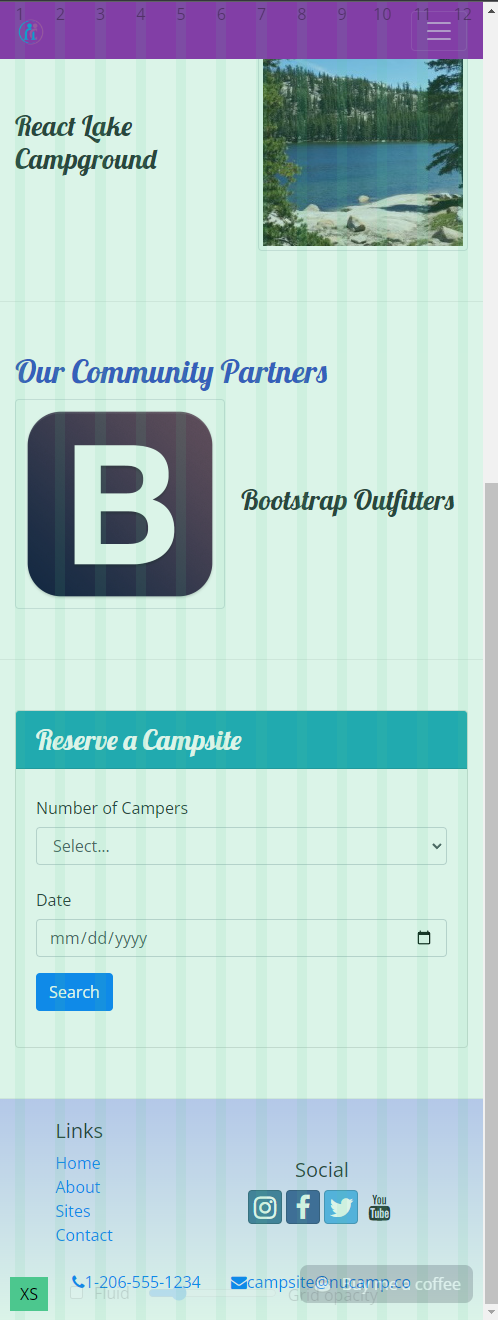 1 2 3 4 5 6 7 8 9 10 11 12
React Lake
Campground
Our Community Partners
B
Bootstrap Outfitters
Reserve a Campsite
Number of Campers
Select...
Date
mm/dd/yyyy
Search
Links
Home
About
Sites
Contact
Social
You
Tube
1-206-555-1234
campsite@nucamp.co
coffee
XS
Fluid
Grid opacity